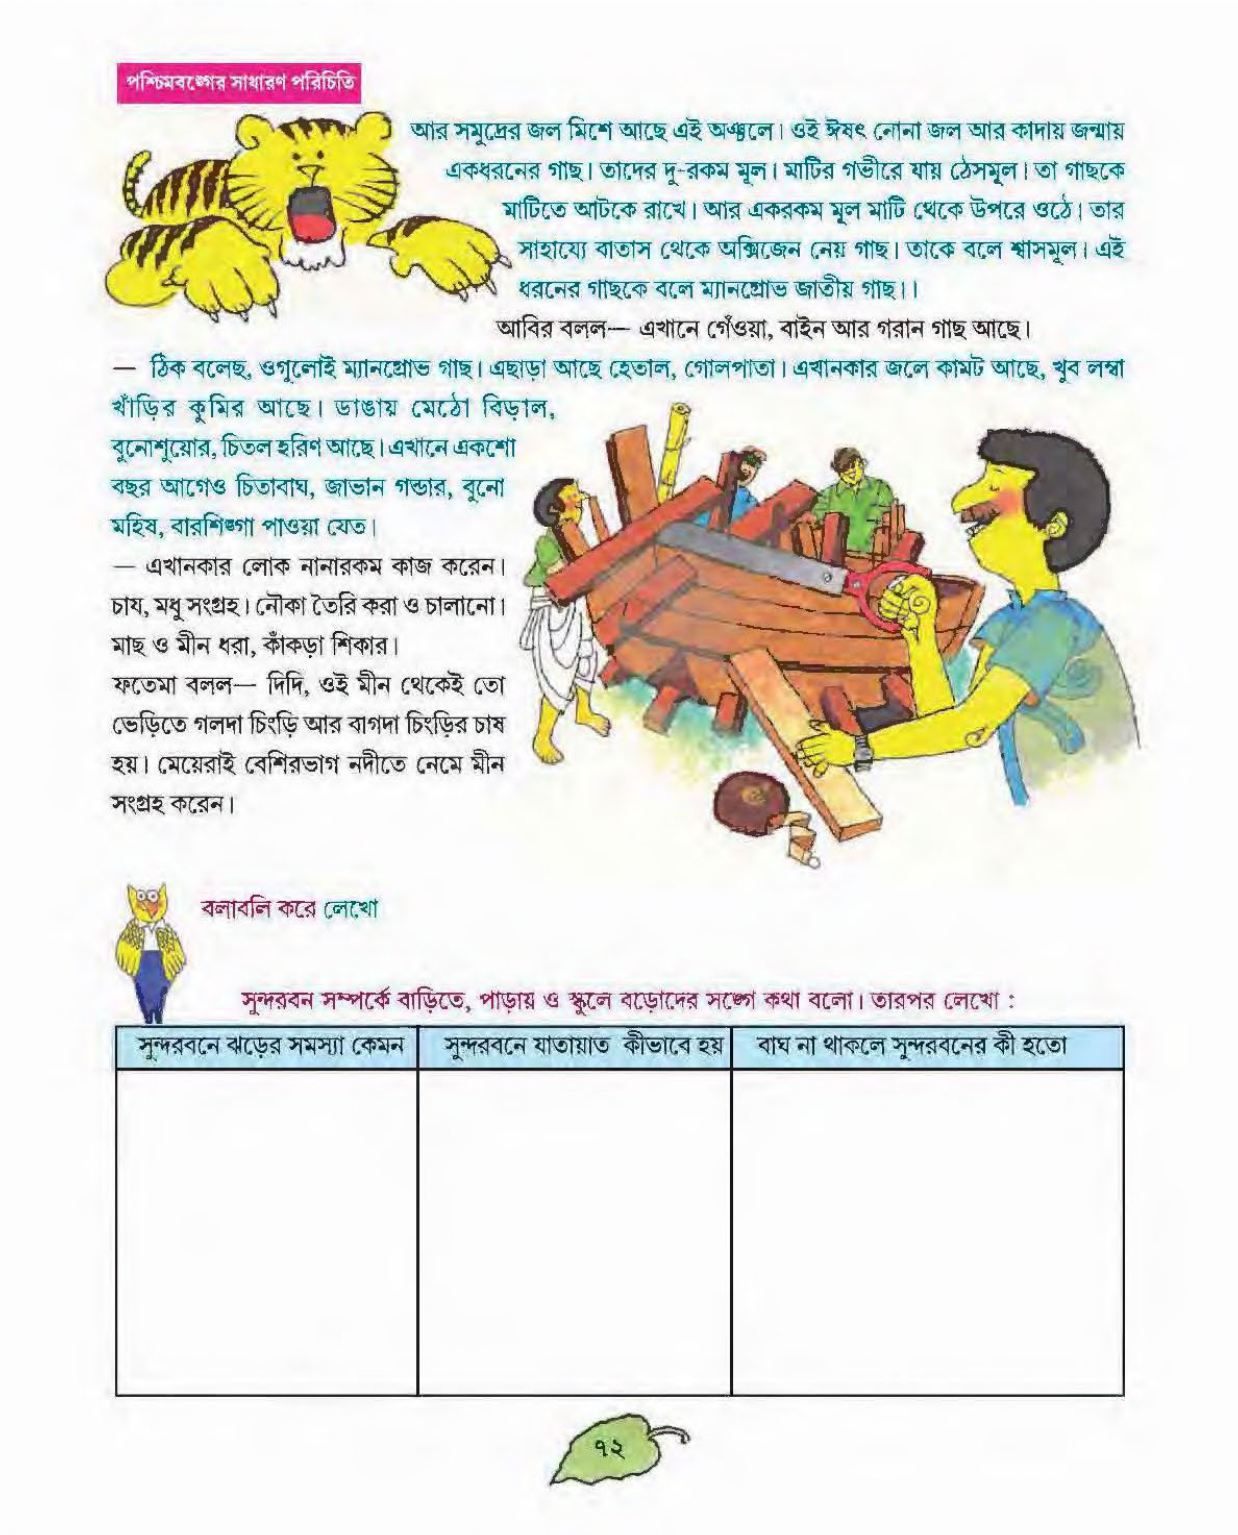 পশ্চিমবঙ্গের সাধারণ পরিচিতি
আর সমুদ্রের জল মিশে আছে এই অঞ্চলে। ওই ঈষৎ নোনা জল আর কাদায় জন্মায়
একধরনের গাছ। তাদের দু-রকম মূল। মাটির গভীরে যায় ঠেসমূল। তা গাছকে
মাটিতে আটকে রাখে। আর একরকম মূল মাটি থেকে উপরে ওঠে। তার
সাহায্যে বাতাস থেকে অক্সিজেন নেয় গাছ। তাকে বলে শ্বাসমূল। এই
ধরনের গাছকে বলে ম্যানগ্রোভ জাতীয় গাছ।।
আবির বলল— এখানে গেঁওয়া, বাইন আর গরান গাছ আছে।
— ঠিক বলেছ, ওগুলোই ম্যানগ্রোভ গাছ। এছাড়া আছে হেতাল, গোলপাতা। এখানকার জলে কামট আছে, খুব লম্বা
খাঁড়ির কুমির আছে। ডাঙায় মেঠো বিড়াল,
বুনোশুয়োর, চিতল হরিণ আছে। এখানে একশো
বছর আগেও চিতাবাঘ, জাভান গন্ডার, বুনো
মহিষ, বারশিঙ্গা পাওয়া যেত।
— এখানকার লোক নানারকম কাজ করেন।
চাষ, মধু সংগ্রহ। নৌকা তৈরি করা ও চালানো।
মাছ ও মীন ধরা, কাঁকড়া শিকার।
ফতেমা বলল— দিদি, ওই মীন থেকেই তো
ভেড়িতে গলদা চিংড়ি আর বাগদা চিংড়ির চাষ
হয়। মেয়েরাই বেশিরভাগ নদীতে নেমে মীন
সংগ্রহ করেন।
বলাবলি করে লেখো
সুন্দরবন সম্পর্কে বাড়িতে, পাড়ায় ও স্কুলে বড়োদের সঙ্গে কথা বলো। তারপর লেখো :
সুন্দরবনে ঝড়ের সমস্যা কেমন
সুন্দরবনে যাতায়াত কীভাবে হয়
বাঘ না থাকলে সুন্দরবনের কী হতো
৭২